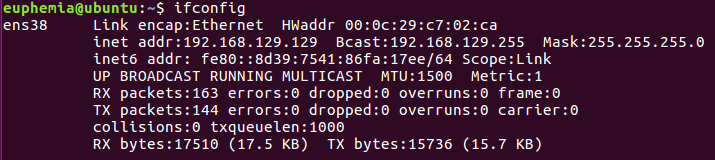 euphemia@ubuntu:~$ ifconfig
ens38     Link encap:Ethernet  HWaddr 00:0c:29:c7:02:ca
          inet addr:192.168.129.129  Bcast:192.168.129.255  Mask:255.255.255.0
          inet6 addr: fe80::8d39:7541:86fa:17ee/64 Scope:Link
          UP BROADCAST RUNNING MULTICAST  MTU:1500  Metric:1
          RX packets:163 errors:0 dropped:0 overruns:0 frame:0
          TX packets:144 errors:0 dropped:0 overruns:0 carrier:0
          collisions:0 txqueuelen:1000
          RX bytes:17510 (17.5 KB)  TX bytes:15736 (15.7 KB)